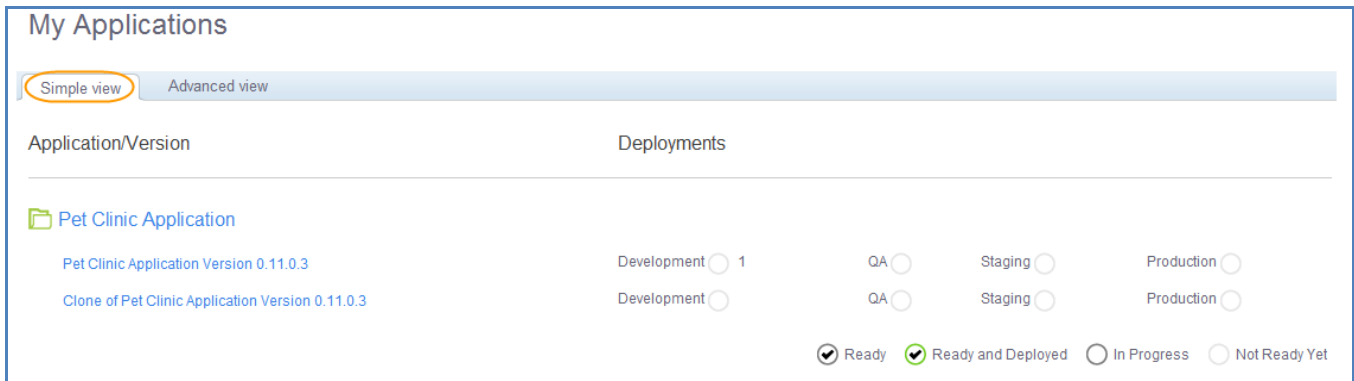 My Applications
Simple view Advanced view
Application/Version Deployments
Pet Clinic Application
Pet Clinic Application Version 0.11.0.3 Development 1 QA Staging Production
Clone of Pet Clinic Application Version 0.11.0.3 Development QA Staging Production
Ready Ready and Deployed In Progress Not Ready Yet